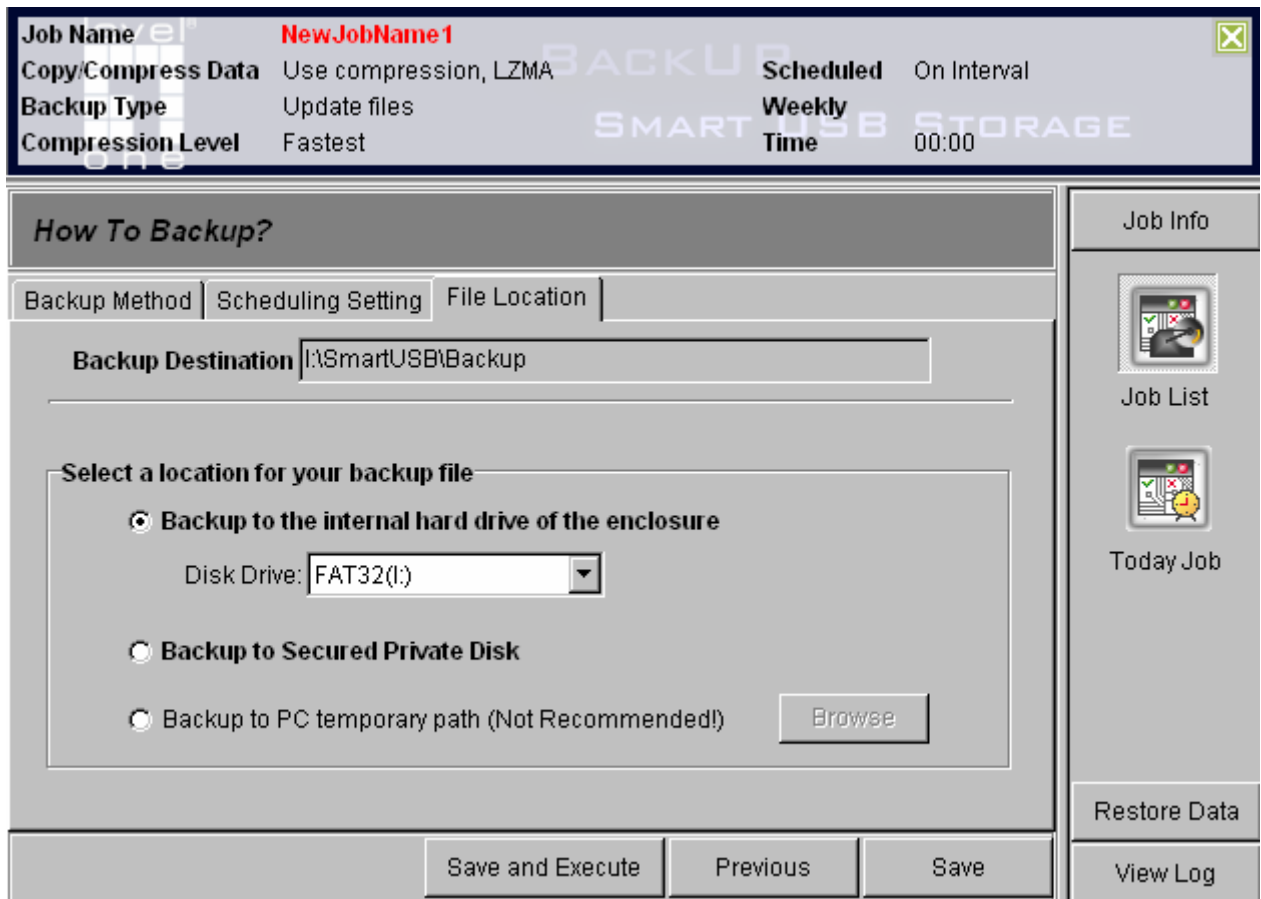 level®
one
BACKUP
SMART USB STORAGE
Job Name NewJobName1
Copy/Compress Data Use compression, LZMA Scheduled On Interval
Backup Type Update files Weekly
Compression Level Fastest Time 00:00
How To Backup?
Job Info
Backup Method Scheduling Setting File Location
Backup Destination I:\SmartUSB\Backup
Job List
Select a location for your backup file
Backup to the internal hard drive of the enclosure
Disk Drive: FAT32(I:)
Today Job
Backup to Secured Private Disk
Backup to PC temporary path (Not Recommended!) Browse
Restore Data
Save and Execute Previous Save
View Log